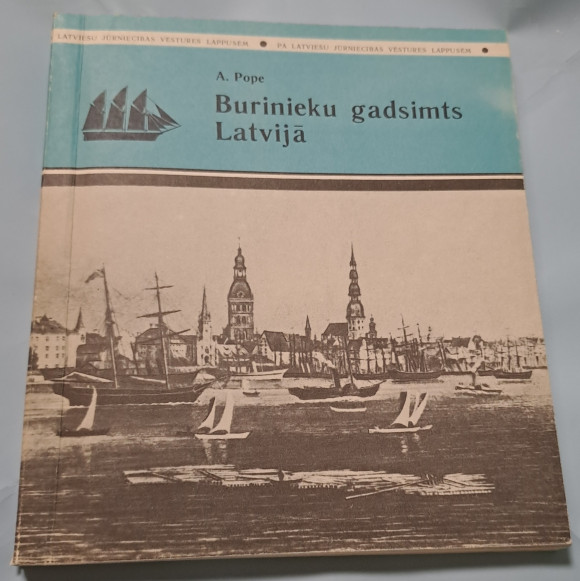 LATVIEŠU JŪRNIECĪBAS VĒSTURES LAPPUSĒM ● PA LATVIEŠU JŪRNIECĪBAS VĒSTURES LAPPUSĒM ●
A. Pope
Burinieku gadsimts
Latvijā